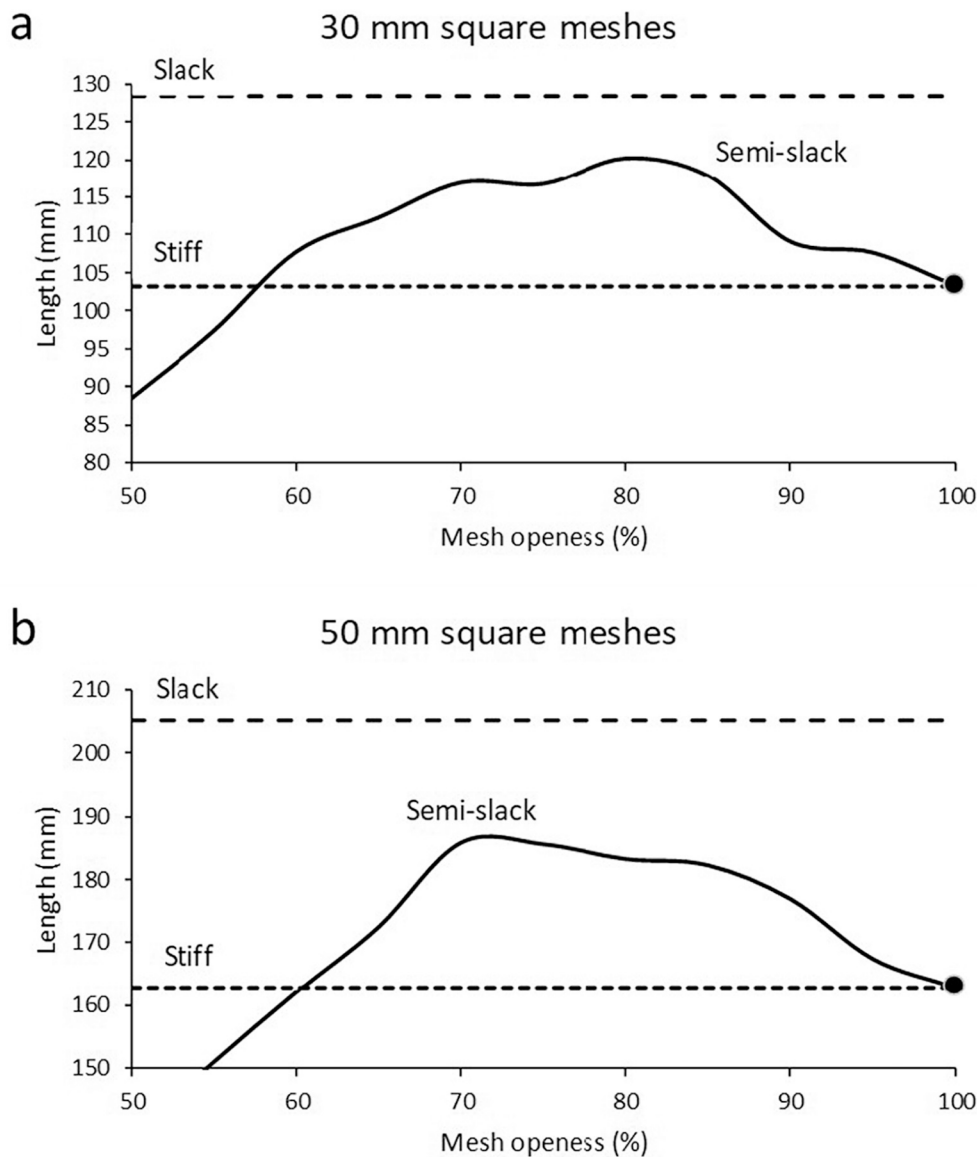 a
30 mm square meshes
Slack
Semi-slack
Stiff
Length (mm)
130
125
120
115
110
105
100
95
90
85
80
50 60 70 80 90 100
Mesh openess (%)
b
50 mm square meshes
Slack
Semi-slack
Stiff
Length (mm)
210
200
190
180
170
160
150
50 60 70 80 90 100
Mesh openess (%)